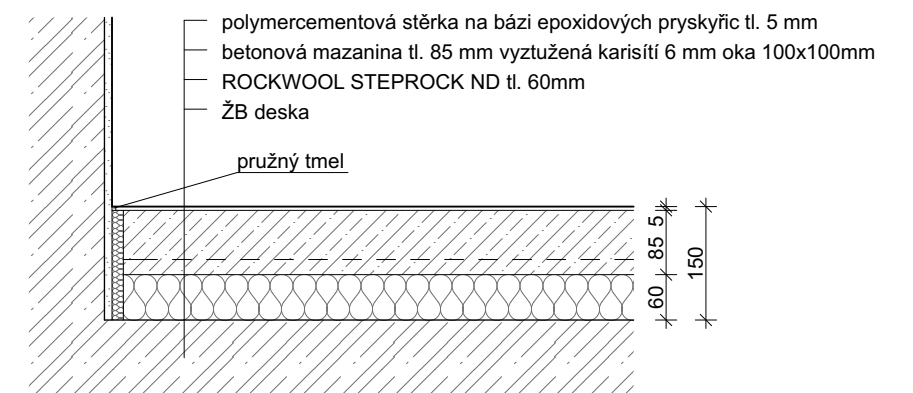 polymercementová stěrka na bázi epoxidových pryskyřic tl. 5 mm
betonová mazanina tl. 85 mm vyztužená karisítí 6 mm oka 100x100mm
ROCKWOOL STEPROCK ND tl. 60mm
ŽB deska
pružný tmel
5
85
60
150